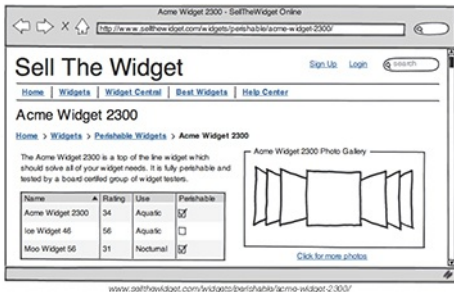 Acme Widget 2300 - SellTheWidget Online
http://www.sellthewidget.com/widgets/perishable/acme-widget-2300/
Sell The Widget
Sign Up Login search
Home Widgets Widget Central Best Widgets Help Center
Acme Widget 2300
Home > Widgets > Perishable Widgets > Acme Widget 2300
The Acme Widget 2300 is a top of the line widget which
should solve all of your widget needs. It is fully perishable and
tested by a board certified group of widget testers.
Name Rating Use Perishable
Acme Widget 2300 34 Aquatic
Ice Widget 46 56 Aquatic
Moo Widget 56 31 Nocturnal
Acme Widget 2300 Photo Gallery
Click for more photos
www.sellthewidget.com/widgets/perishable/acme-widget-2300/